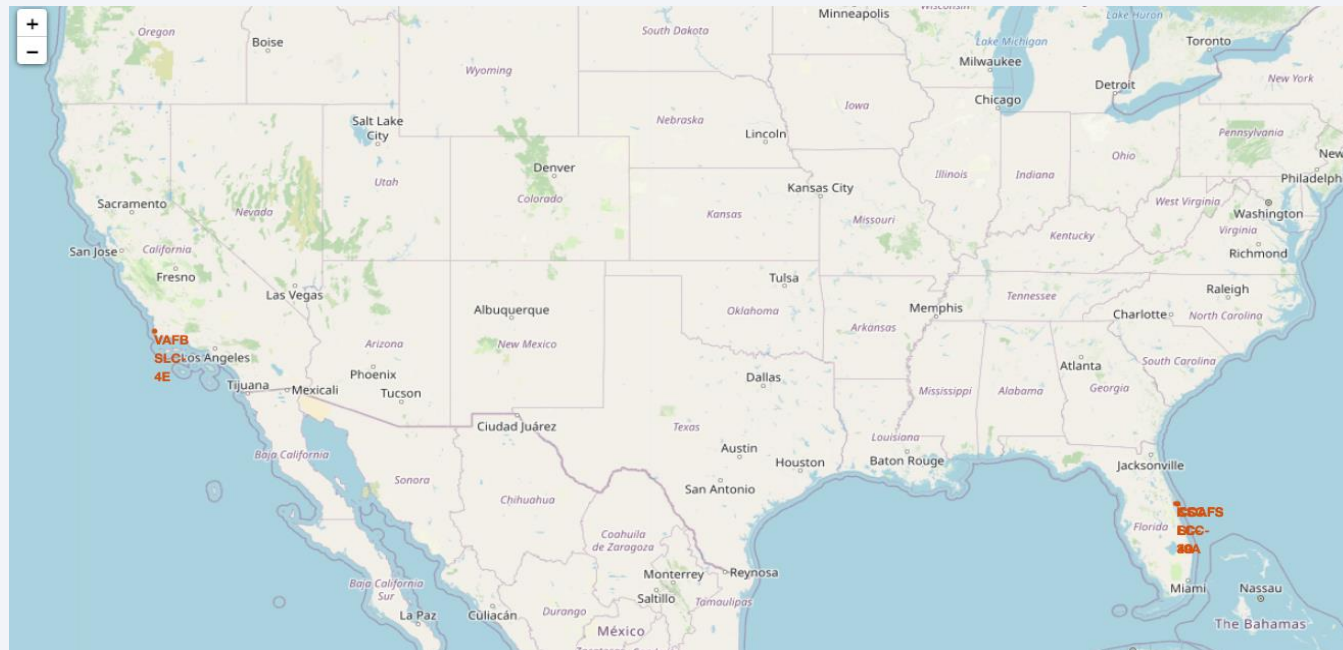 +
−
Minneapolis
South Dakota
Lake Huron
Oregon
Boise
Toronto
Lake Michigan
Milwaukee
Wyoming
Detroit
New York
Chicago
Iowa
Nebraska
Salt Lake
City
Lincoln
Pennsylvania
Ohio
Denver
Illinois
Indiana
Utah
Philadelph
Kansas City
Colorado
Sacramento
Nevada
Kansas
Missouri
West Virginia
Washington
Virginia
Kentucky
California
San Jose
Richmond
Fresno
Tulsa
Las Vegas
Raleigh
Tennessee
Albuquerque
Oklahoma
Memphis
Charlotte
North Carolina
VAFB
SLC-
4E
Los Angeles
Arizona
New Mexico
Arkansas
South Carolina
Atlanta
Phoenix
Dallas
Tijuana
Mexicali
Tucson
Mississippi
Alabama
Georgia
Ciudad Juárez
Texas
Louisiana
Austin
Baja California
Houston
Baton Rouge
Jacksonville
Sonora
San Antonio
Chihuahua
Florida
Coahuila
de Zaragoza
Monterrey
Reynosa
Baja California
Sur
Saltillo
Miami
Nassau
Tamaulipas
La Paz
Culiacán
Durango
The Bahamas
México